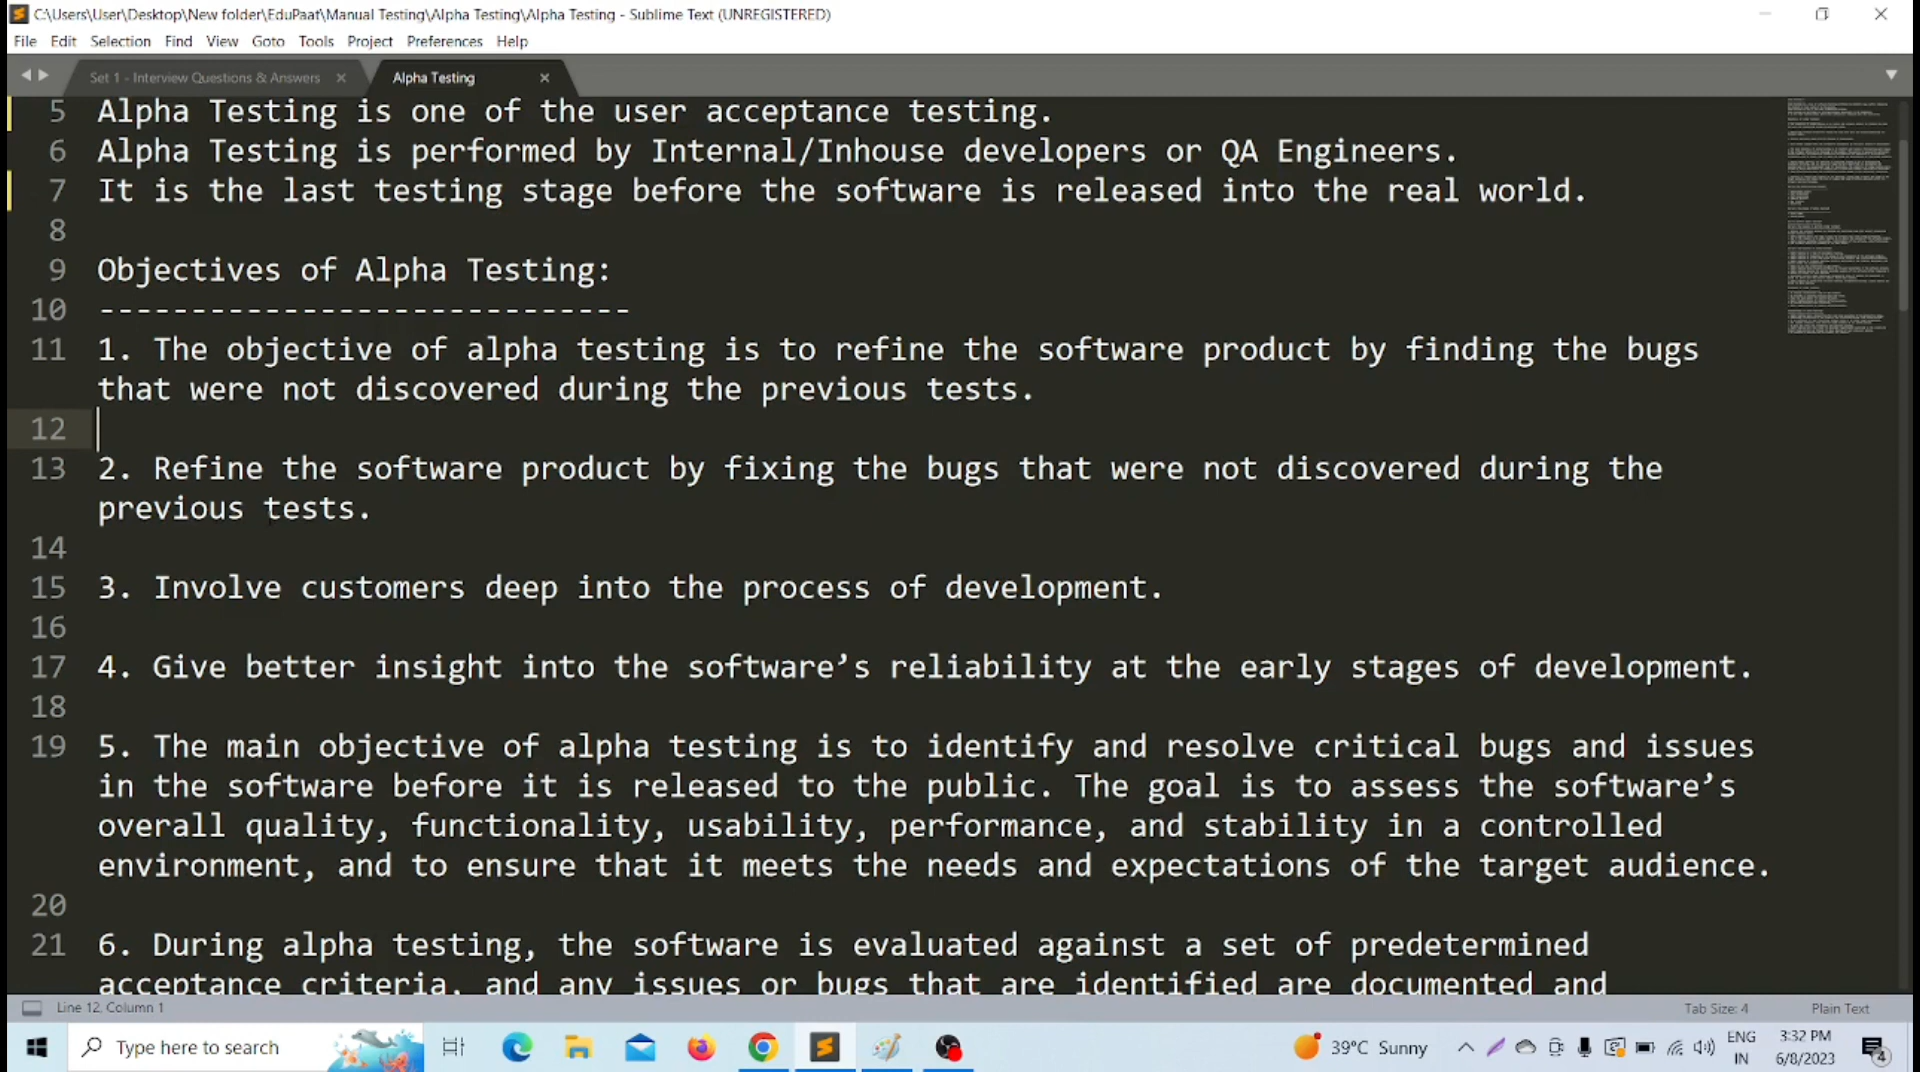 C:\Users\User\Desktop\New folder\EduPaat\Manual Testing\Alpha Testing\Alpha Testing - Sublime Text (UNREGISTERED)
File Edit Selection Find View Goto Tools Project Preferences Help
Set 1 - Interview Questions & Answers
Alpha Testing
5 Alpha Testing is one of the user acceptance testing.
6 Alpha Testing is performed by Internal/Inhouse developers or QA Engineers.
7 It is the last testing stage before the software is released into the real world.
8
9 Objectives of Alpha Testing:
10 -----------------------------
11 1. The objective of alpha testing is to refine the software product by finding the bugs
that were not discovered during the previous tests.
12
13 2. Refine the software product by fixing the bugs that were not discovered during the
previous tests.
14
15 3. Involve customers deep into the process of development.
16
17 4. Give better insight into the software’s reliability at the early stages of development.
18
19 5. The main objective of alpha testing is to identify and resolve critical bugs and issues
in the software before it is released to the public. The goal is to assess the software’s
overall quality, functionality, usability, performance, and stability in a controlled
environment, and to ensure that it meets the needs and expectations of the target audience.
20
21 6. During alpha testing, the software is evaluated against a set of predetermined
acceptance criteria, and any issues or bugs that are identified are documented and
Line 12, Column 1
Tab Size: 4
Plain Text
Type here to search
39°C Sunny
ENG
IN
3:32 PM
6/8/2023
4